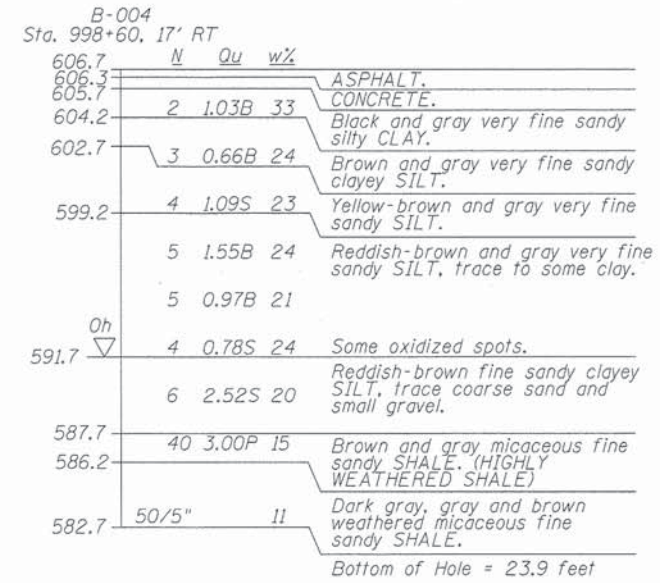 B-004
Sta. 998+60, 17' RT
N Qu w%
606.7
606.3
ASPHALT.
605.7
CONCRETE.
604.2
2 1.03B 33
Black and gray very fine sandy
silty CLAY.
602.7
3 0.66B 24
Brown and gray very fine sandy
clayey SILT.
599.2
4 1.09S 23
Yellow-brown and gray very fine
sandy SILT.
5 1.55B 24
Reddish-brown and gray very fine
sandy SILT, trace to some clay.
5 0.97B 21
0h
591.7
4 0.78S 24
Some oxidized spots.
6 2.52S 20
Reddish-brown fine sandy clayey
SILT, trace coarse sand and
small gravel.
587.7
40 3.00P 15
586.2
Brown and gray micaceous fine
sandy SHALE. (HIGHLY
WEATHERED SHALE)
582.7
50/5" 11
Dark gray, gray and brown
weathered micaceous fine
sandy SHALE.
Bottom of Hole = 23.9 feet